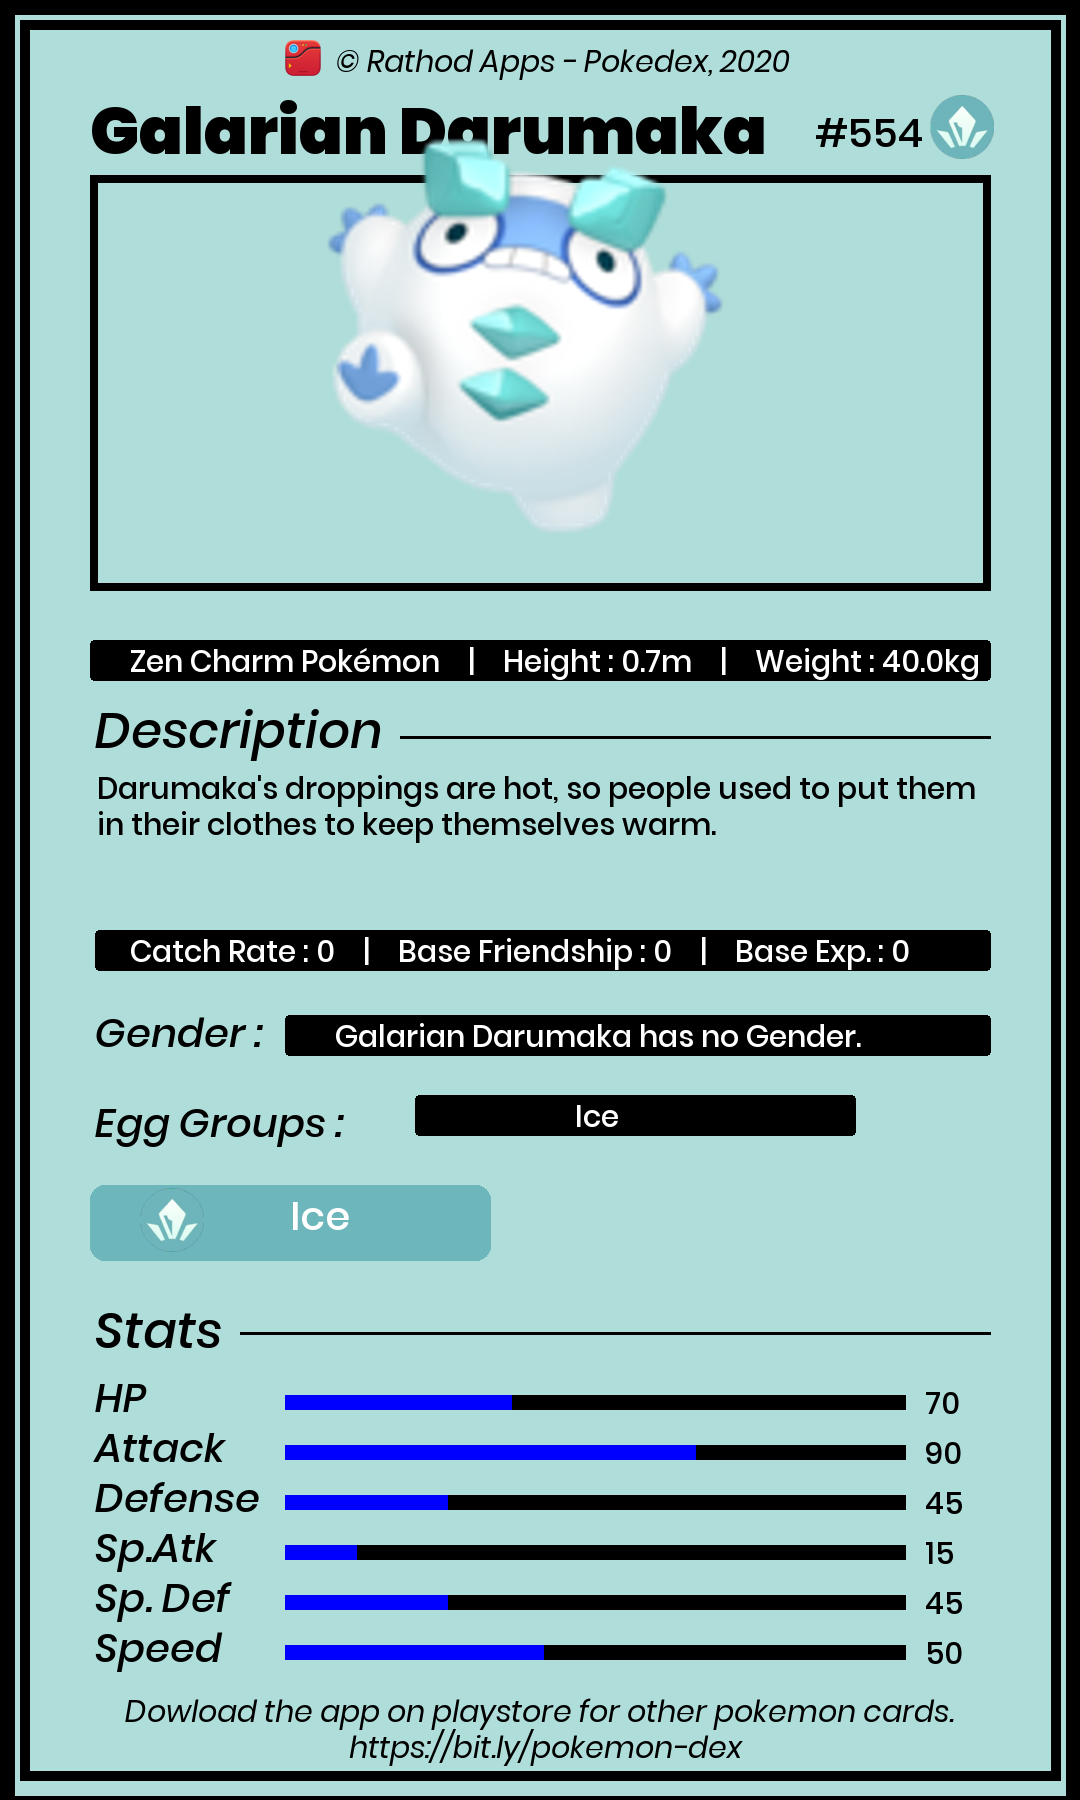 © Rathod Apps - Pokedex, 2020
Galarian Darumaka #554
Zen Charm Pokémon | Height : 0.7m | Weight : 40.0kg
Description
Darumaka's droppings are hot, so people used to put them
in their clothes to keep themselves warm.
Catch Rate : 0 | Base Friendship : 0 | Base Exp. : 0
Gender : Galarian Darumaka has no Gender.
Egg Groups : Ice
Ice
Stats
HP 70
Attack 90
Defense 45
Sp.Atk 15
Sp. Def 45
Speed 50
Dowload the app on playstore for other pokemon cards.
https://bit.ly/pokemon-dex